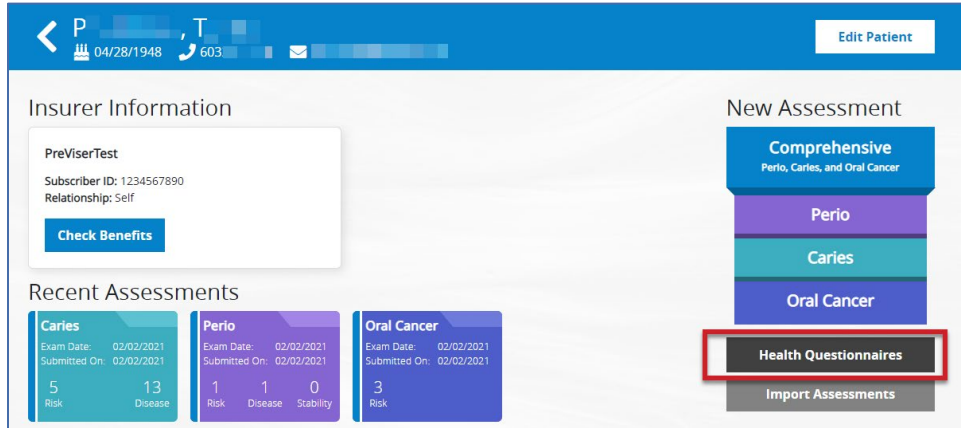 P , T
04/28/1948 603
Edit Patient
Insurer Information
PreViserTest
Subscriber ID: 1234567890
Relationship: Self
Check Benefits
Recent Assessments
Caries
Exam Date: 02/02/2021
Submitted On: 02/02/2021
5 13
Risk Disease
Perio
Exam Date: 02/02/2021
Submitted On: 02/02/2021
1 1 0
Risk Disease Stability
Oral Cancer
Exam Date: 02/02/2021
Submitted On: 02/02/2021
3
Risk
New Assessment
Comprehensive
Perio, Caries, and Oral Cancer
Perio
Caries
Oral Cancer
Health Questionnaires
Import Assessments